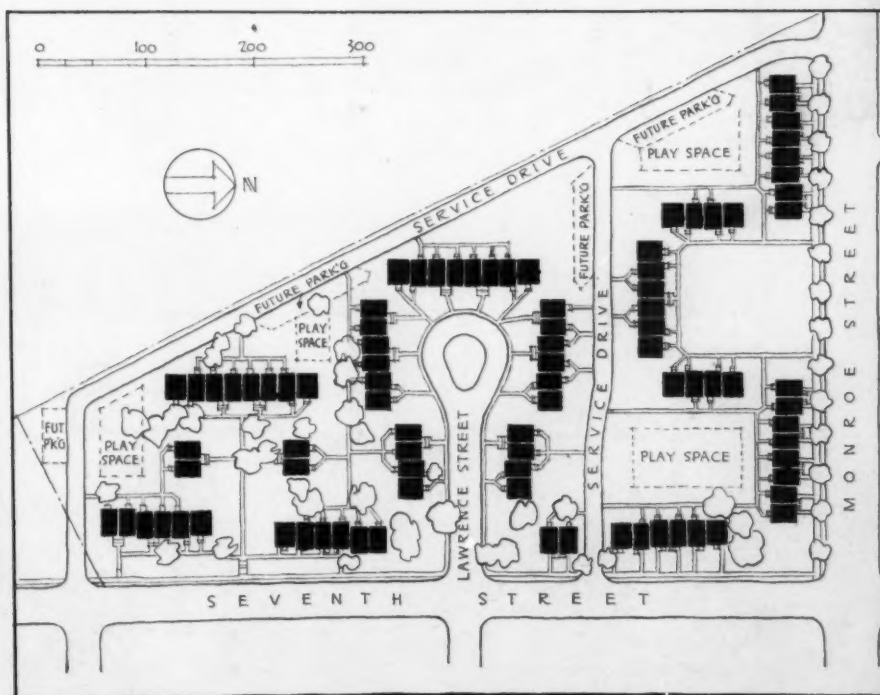 0 100 200 300
N
FUTURE PARK'G
PLAY SPACE
SERVICE DRIVE
FUTURE PARK'G
FUTURE PARK'G
PLAY
SPACE
SERVICE DRIVE
MONROE STREET
FUT
PK'G
PLAY
SPACE
LAWRENCE STREET
PLAY SPACE
SEVENTH STREET